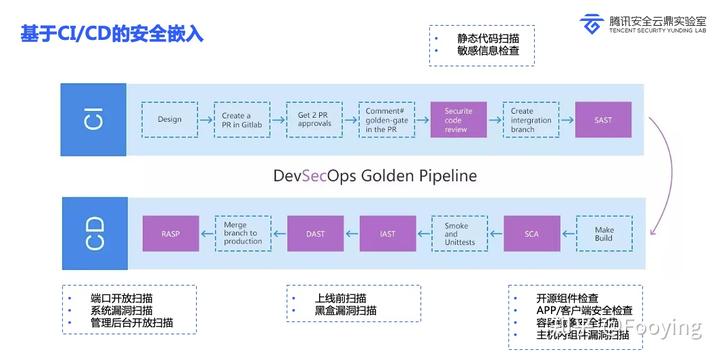 基于CI/CD的安全嵌入
腾讯安全云鼎实验室
TENCENT SECURITY YUNDING LAB
• 静态代码扫描
• 敏感信息检查
CI
Design
Create a
PR in Gitlab
Get 2 PR
approvals
Comment#
golden-gate
in the PR
Securite
code
review
Create
intergration
branch
SAST
DevSecOps Golden Pipeline
CD
RASP
Merge
branch to
production
DAST
IAST
Smoke
and
Unittests
SCA
Make
Build
• 端口开放扫描
• 系统漏洞扫描
• 管理后台开放扫描
• 上线前扫描
• 黑盒漏洞扫描
• 开源组件检查
• APP/客户端安全检查
• 容器
• 主机内组件漏洞扫描
@Fooying